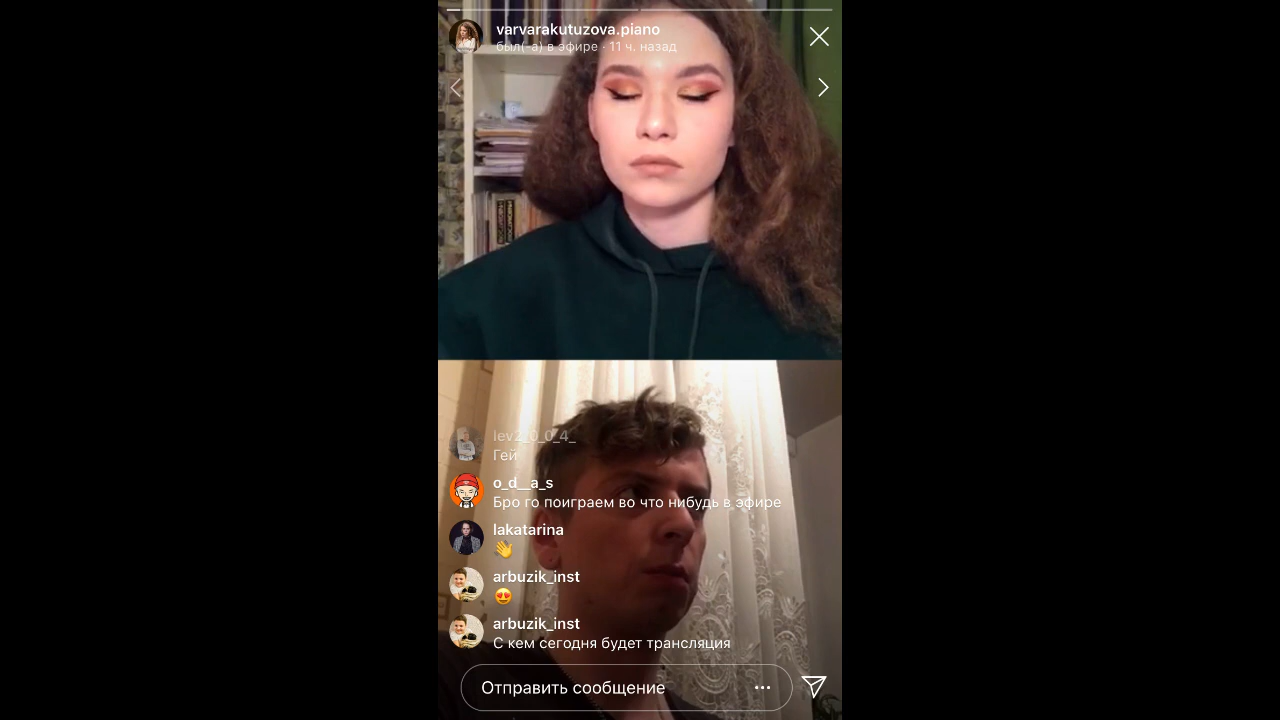 varvarakutuzova.piano
был(-а) в эфире · 11 ч. назад
lev2_0_0_4_
Гей
o_d__a_s
Бро го поиграем во что нибудь в эфире
lakatarina
👋
arbuzik_inst
😍
arbuzik_inst
С кем сегодня будет трансляция
Отправить сообщение